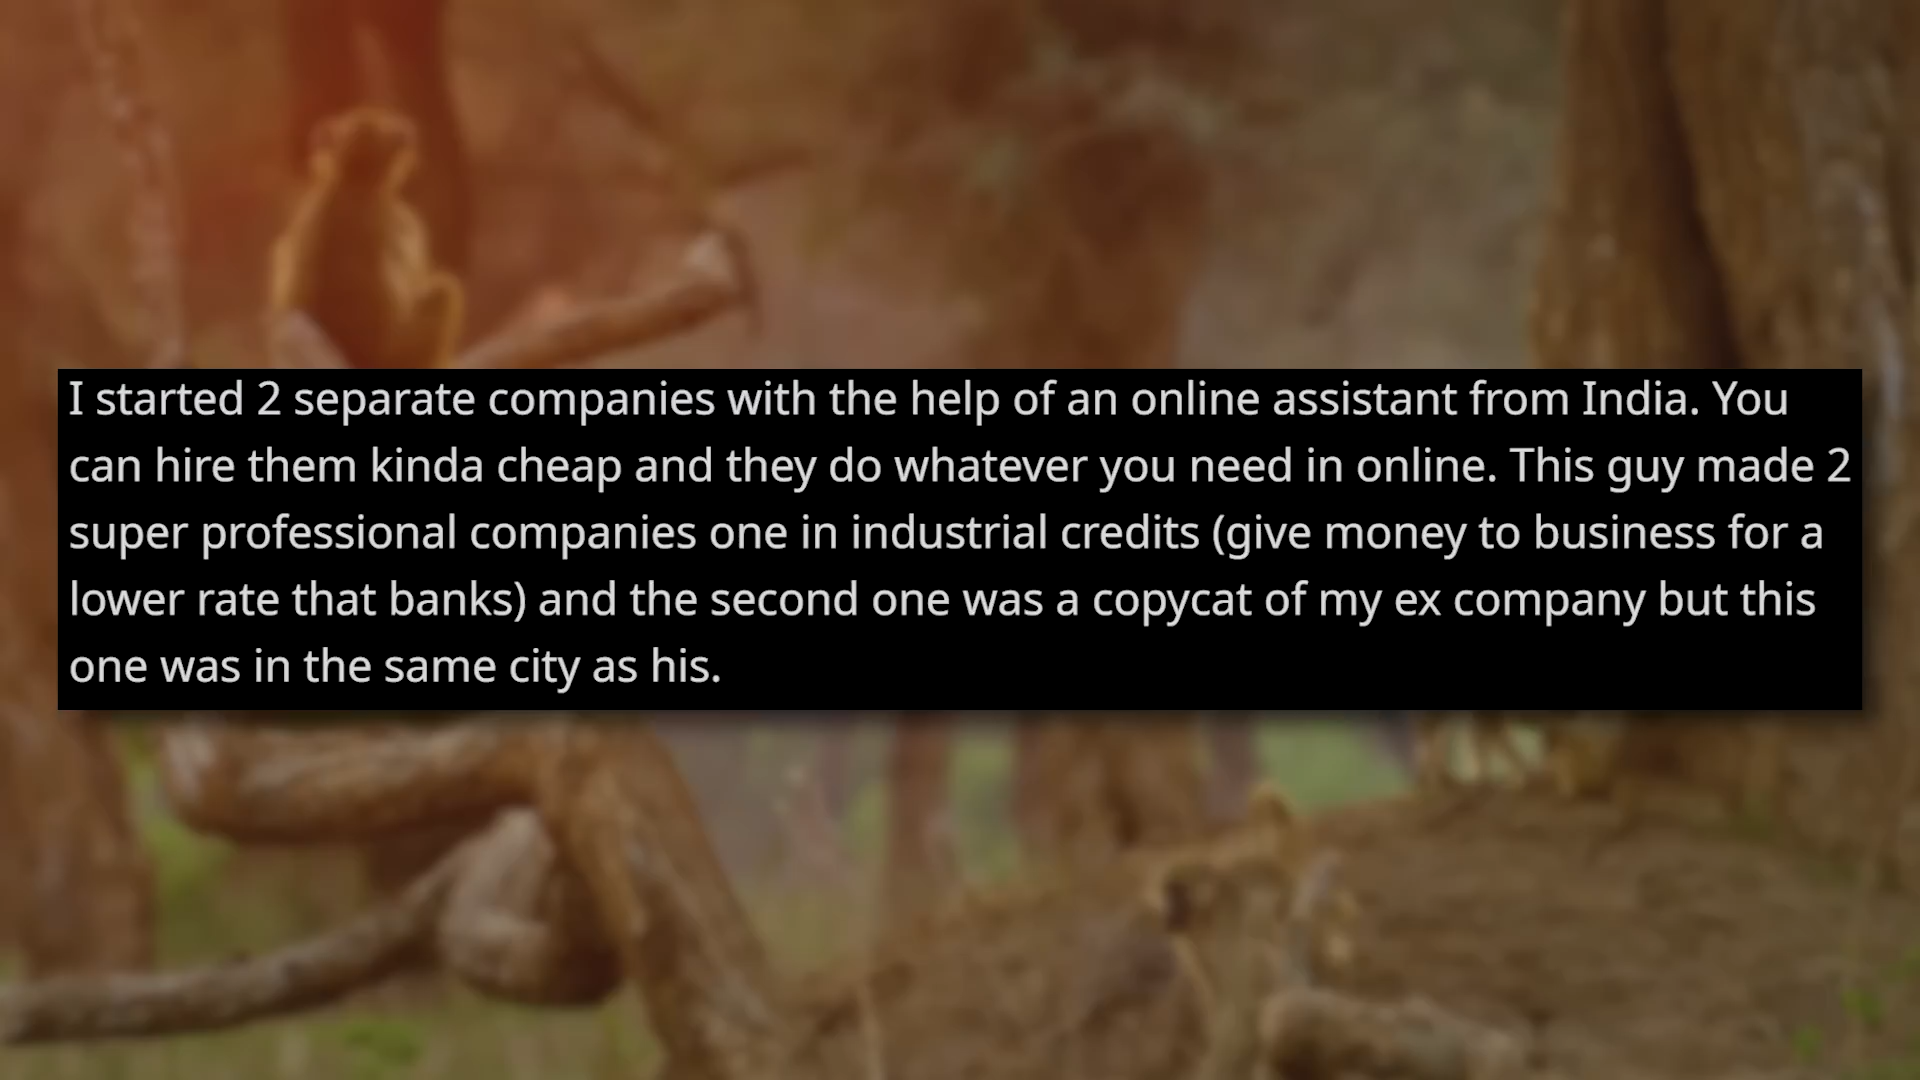 I started 2 separate companies with the help of an online assistant from India. You
can hire them kinda cheap and they do whatever you need in online. This guy made 2
super professional companies one in industrial credits (give money to business for a
lower rate that banks) and the second one was a copycat of my ex company but this
one was in the same city as his.